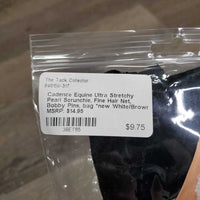 The Tack Collector
Cadence Equine Ultra Stretchy
Pearl Scrunchie, Fine Hair Net,
Bobby Pins, bag *new White/Brown
MSRP: $14.95
$9.75